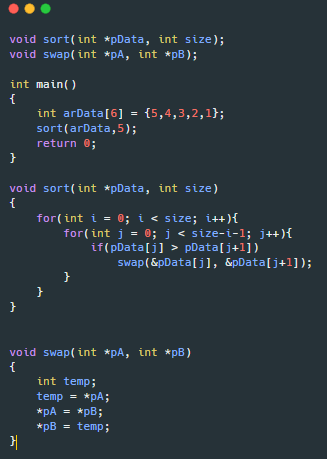 void sort(int *pData, int size);
void swap(int *pA, int *pB);
int main()
{
    int arData[6] = {5,4,3,2,1};
    sort(arData,5);
    return 0;
}
void sort(int *pData, int size)
{
    for(int i = 0; i < size; i++){
        for(int j = 0; j < size-i-1; j++){
            if(pData[j] > pData[j+1])
                swap(&pData[j], &pData[j+1]);
        }
    }
}
void swap(int *pA, int *pB)
{
    int temp;
    temp = *pA;
    *pA = *pB;
    *pB = temp;
}